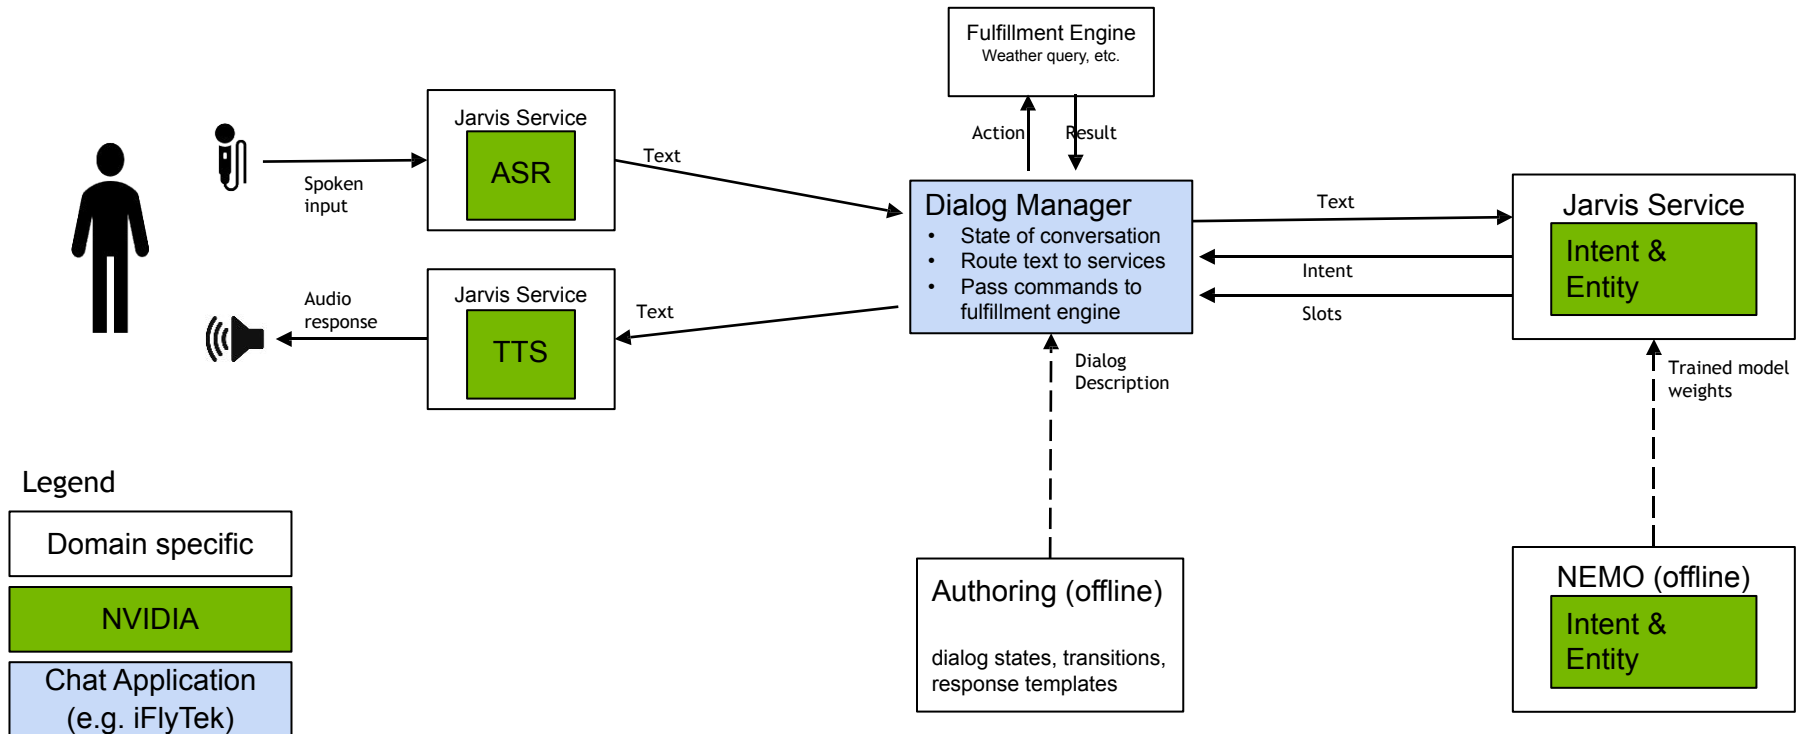 Fulfillment Engine
Weather query, etc.
Action
Result
Jarvis Service
ASR
Spoken
input
Text
Dialog Manager
• State of conversation
• Route text to services
• Pass commands to
fulfillment engine
Text
Intent
Slots
Jarvis Service
Intent &
Entity
Jarvis Service
TTS
Audio
response
Text
Dialog
Description
Trained model
weights
Legend
Domain specific
NVIDIA
Chat Application
(e.g. iFlyTek)
Authoring (offline)
dialog states, transitions,
response templates
NEMO (offline)
Intent &
Entity